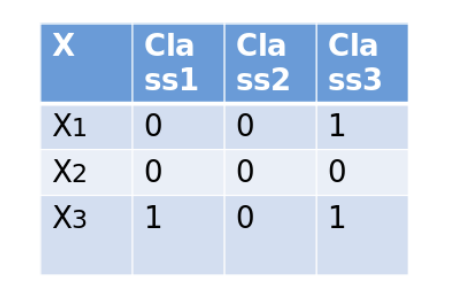 X Cla Cla Cla
ss1 ss2 ss3
X1 0 0 1
X2 0 0 0
X3 1 0 1